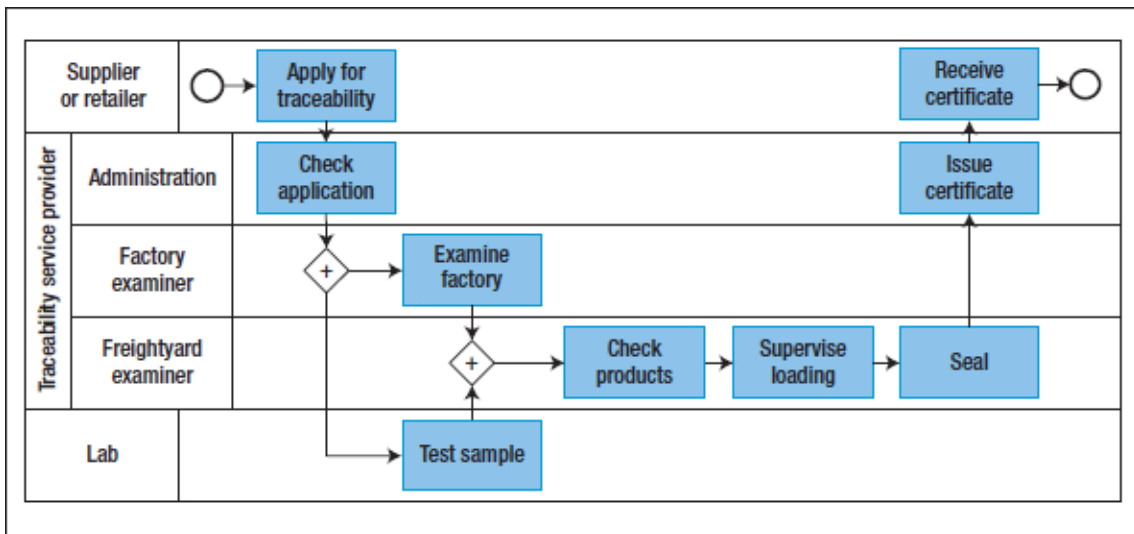 Supplier
or retailer
Apply for
traceability
Receive
certificate
Traceability service provider
Administration
Check
application
Issue
certificate
Factory
examiner
+
Examine
factory
Freightyard
examiner
+
Check
products
Supervise
loading
Seal
Lab
Test sample